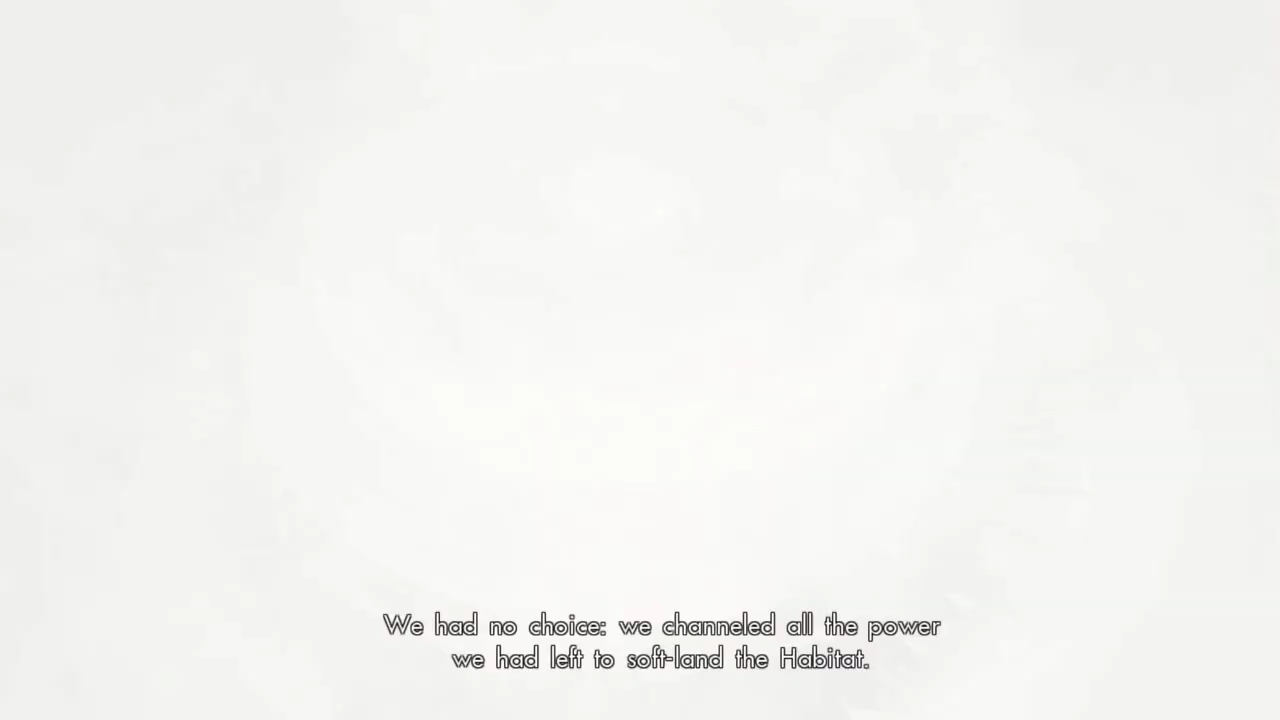 We had no choice: we channeled all the power
we had left to soft-land the Habitat.